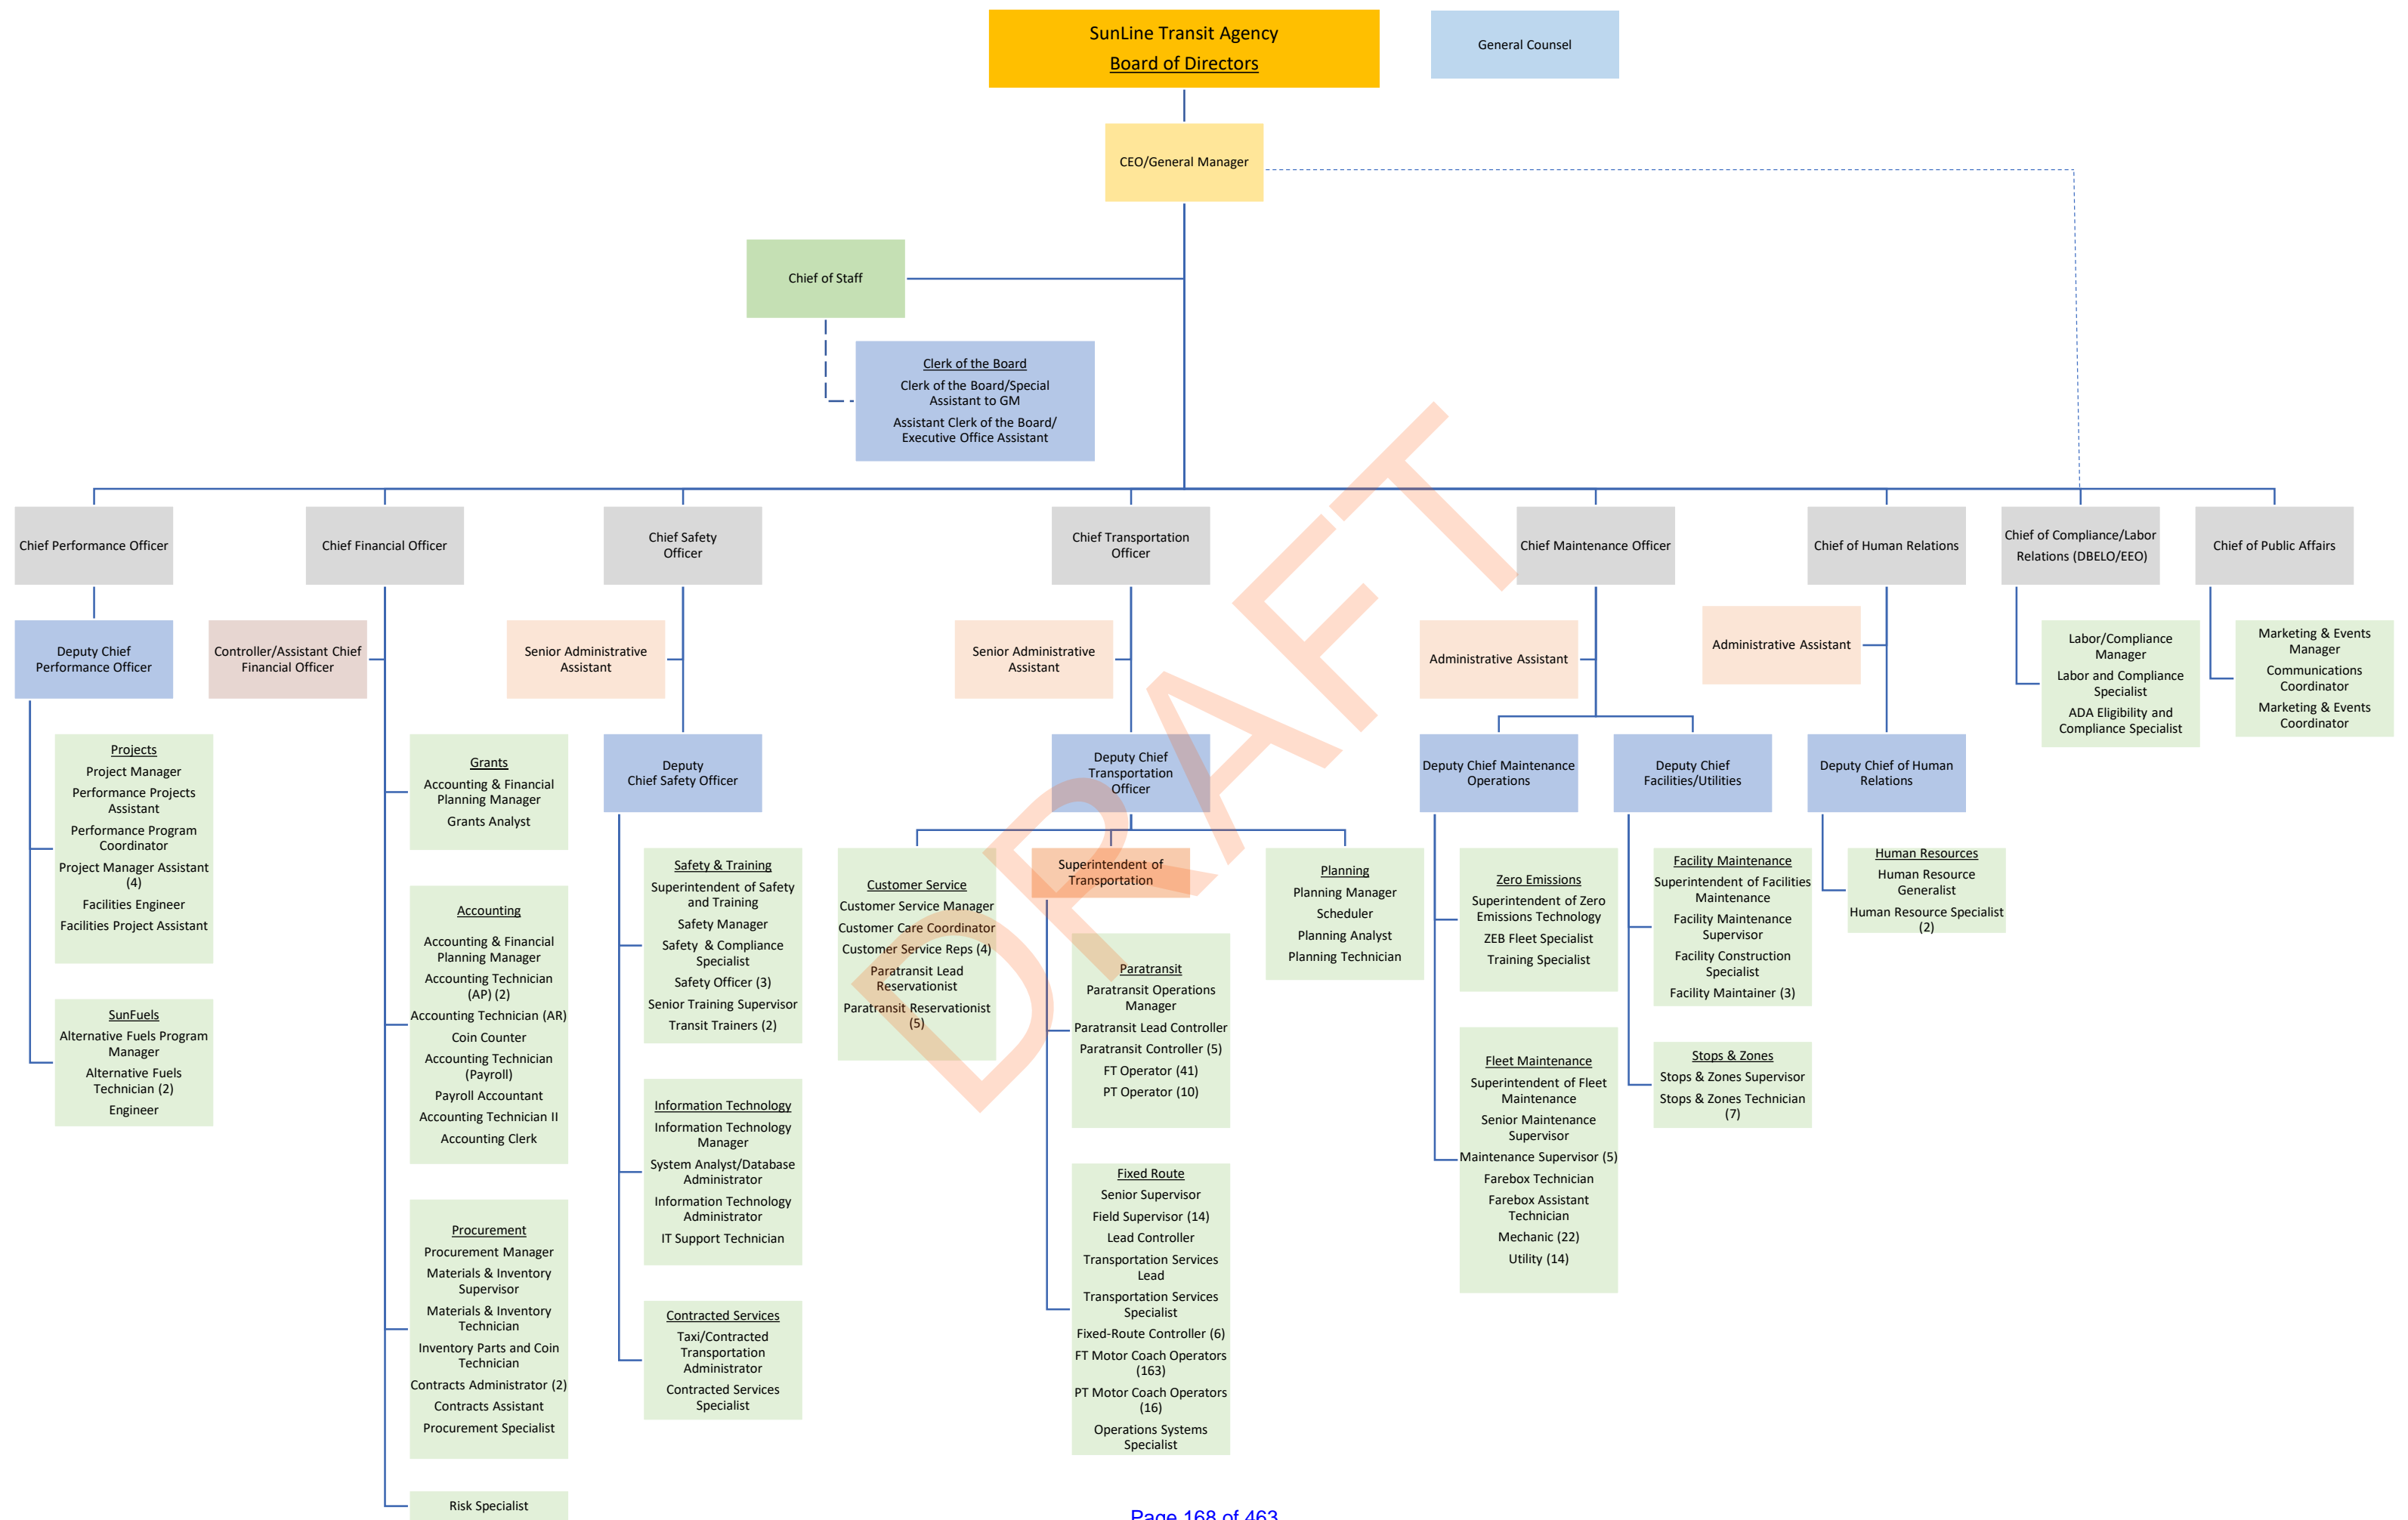 SunLine Transit Agency
Board of Directors
General Counsel
CEO/General Manager
Chief of Staff
Clerk of the Board
Clerk of the Board/Special
Assistant to GM
Assistant Clerk of the Board/
Executive Office Assistant
Chief Performance Officer
Chief Financial Officer
Chief Safety
Officer
Chief Transportation
Officer
Chief Maintenance Officer
Chief of Human Relations
Chief of Compliance/Labor
Relations (DBELO/EEO)
Chief of Public Affairs
Deputy Chief
Performance Officer
Controller/Assistant Chief
Financial Officer
Senior Administrative
Assistant
Senior Administrative
Assistant
Administrative Assistant
Administrative Assistant
Labor/Compliance
Manager
Labor and Compliance
Specialist
ADA Eligibility and
Compliance Specialist
Marketing & Events
Manager
Communications
Coordinator
Marketing & Events
Coordinator
Projects
Project Manager
Performance Projects
Assistant
Performance Program
Coordinator
Project Manager Assistant
(4)
Facilities Engineer
Facilities Project Assistant
SunFuels
Alternative Fuels Program
Manager
Alternative Fuels
Technician (2)
Engineer
Grants
Accounting & Financial
Planning Manager
Grants Analyst
Accounting
Accounting & Financial
Planning Manager
Accounting Technician
(AP) (2)
Accounting Technician (AR)
Coin Counter
Accounting Technician
(Payroll)
Payroll Accountant
Accounting Technician II
Accounting Clerk
Procurement
Procurement Manager
Materials & Inventory
Supervisor
Materials & Inventory
Technician
Inventory Parts and Coin
Technician
Contracts Administrator (2)
Contracts Assistant
Procurement Specialist
Risk Specialist
Deputy
Chief Safety Officer
Safety & Training
Superintendent of Safety
and Training
Safety Manager
Safety & Compliance
Specialist
Safety Officer (3)
Senior Training Supervisor
Transit Trainers (2)
Information Technology
Information Technology
Manager
System Analyst/Database
Administrator
Information Technology
Administrator
IT Support Technician
Contracted Services
Taxi/Contracted
Transportation
Administrator
Contracted Services
Specialist
Deputy Chief
Transportation
Officer
Customer Service
Customer Service Manager
Customer Care Coordinator
Customer Service Reps (4)
Paratransit Lead
Reservationist
Paratransit Reservationist
(5)
Superintendent of
Transportation
Paratransit
Paratransit Operations
Manager
Paratransit Lead Controller
Paratransit Controller (5)
FT Operator (41)
PT Operator (10)
Fixed Route
Senior Supervisor
Field Supervisor (14)
Lead Controller
Transportation Services
Lead
Transportation Services
Specialist
Fixed-Route Controller (6)
FT Motor Coach Operators
(163)
PT Motor Coach Operators
(16)
Operations Systems
Specialist
Planning
Planning Manager
Scheduler
Planning Analyst
Planning Technician
Deputy Chief Maintenance
Operations
Zero Emissions
Superintendent of Zero
Emissions Technology
ZEB Fleet Specialist
Training Specialist
Fleet Maintenance
Superintendent of Fleet
Maintenance
Senior Maintenance
Supervisor
Maintenance Supervisor (5)
Farebox Technician
Farebox Assistant
Technician
Mechanic (22)
Utility (14)
Deputy Chief
Facilities/Utilities
Facility Maintenance
Superintendent of Facilities
Maintenance
Facility Maintenance
Supervisor
Facility Construction
Specialist
Facility Maintainer (3)
Stops & Zones
Stops & Zones Supervisor
Stops & Zones Technician
(7)
Deputy Chief of Human
Relations
Human Resources
Human Resource
Generalist
Human Resource Specialist
(2)
DRAFT
Page 168 of 463